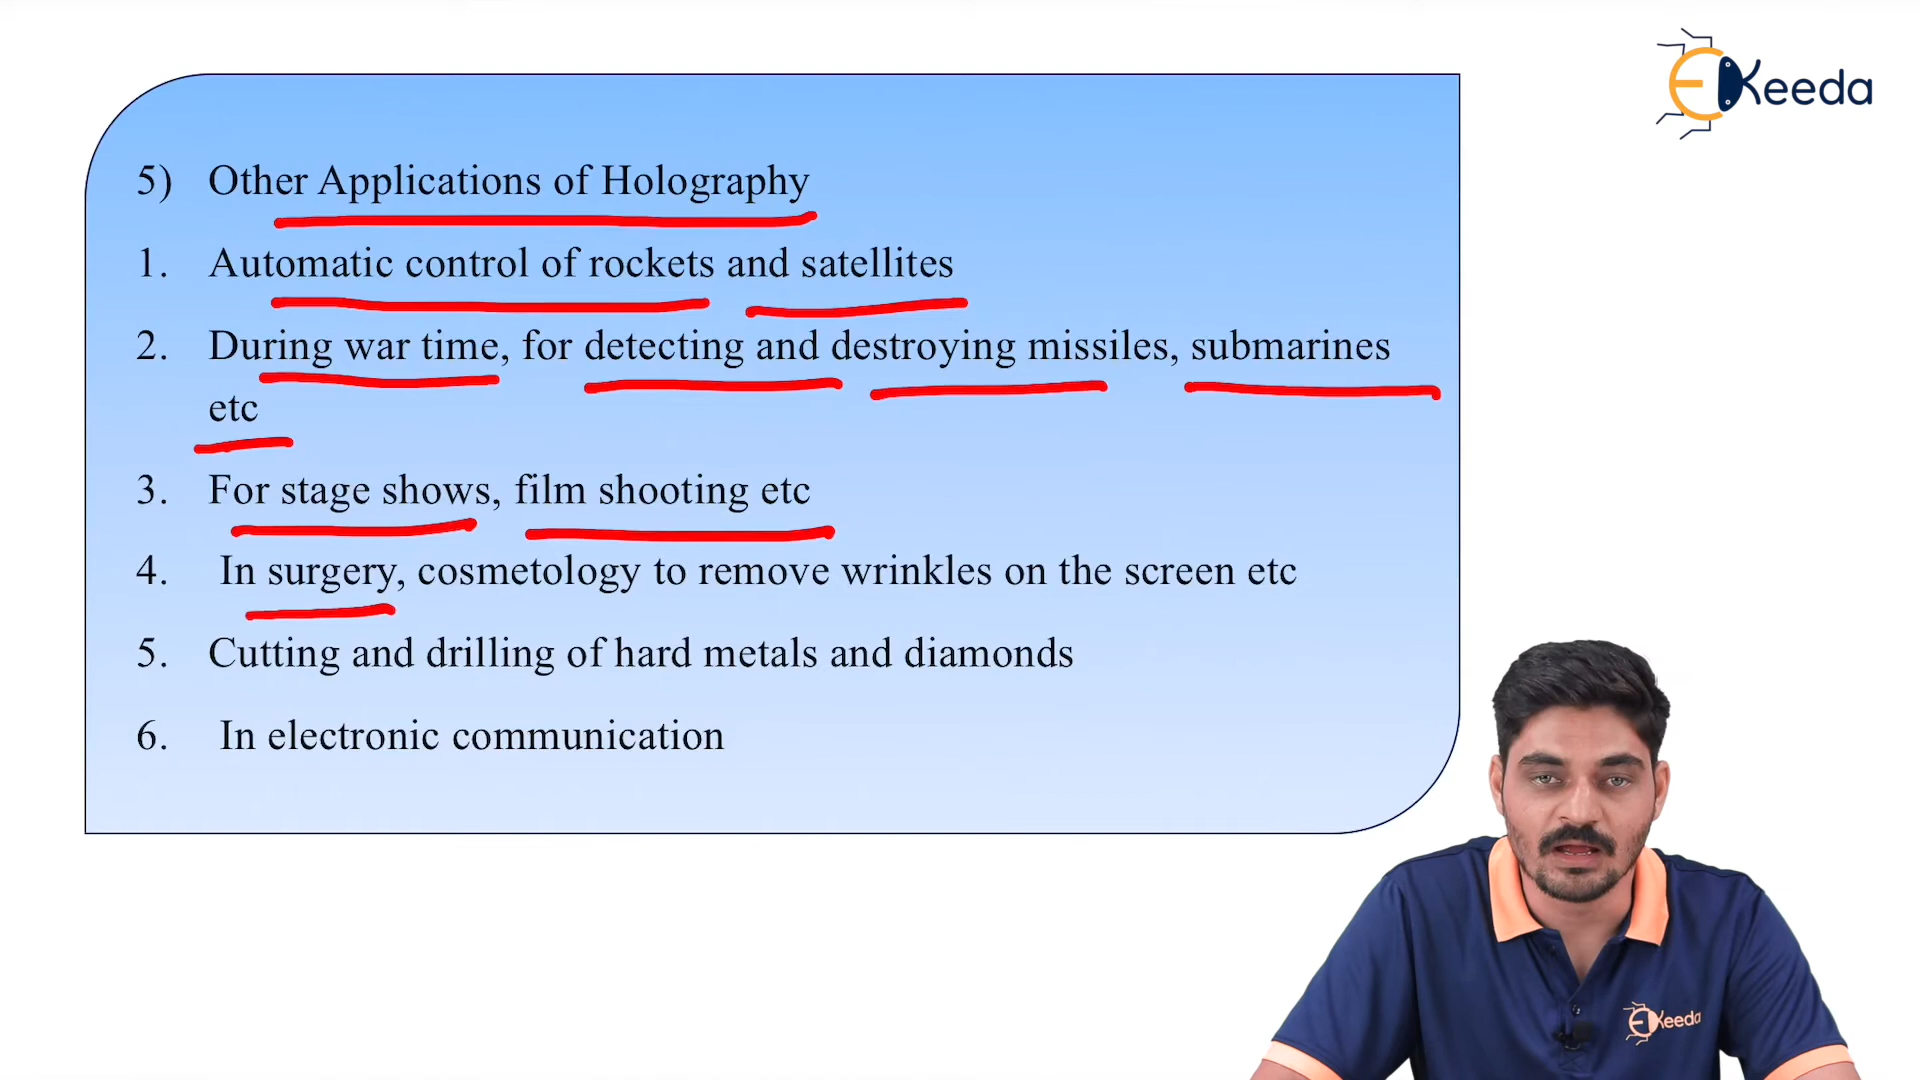 EKeeda
5) Other Applications of Holography
1. Automatic control of rockets and satellites
2. During war time, for detecting and destroying missiles, submarines
etc
3. For stage shows, film shooting etc
4. In surgery, cosmetology to remove wrinkles on the screen etc
5. Cutting and drilling of hard metals and diamonds
6. In electronic communication
EKeeda